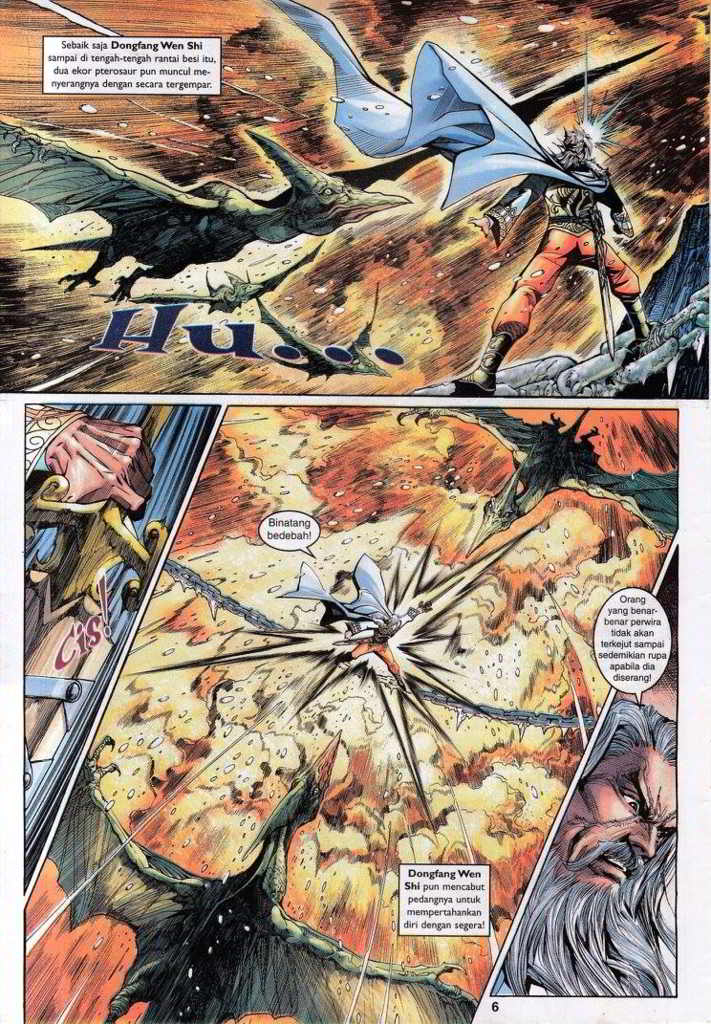 Sebaik saja Dongfang Wen Shi
sampai di tengah-tengah rantai besi itu,
dua ekor pterosaur pun muncul me-
nyerangnya dengan secara tergempar.
Hu...
Cis!
Binatang
bedebah!
Orang
yang benar-
benar perwira
tidak akan
terkejut sampai
sedemikian rupa
apabila dia
diserang!
Dongfang Wen
Shi pun mencabut
pedangnya untuk
mempertahankan
diri dengan segera!
6